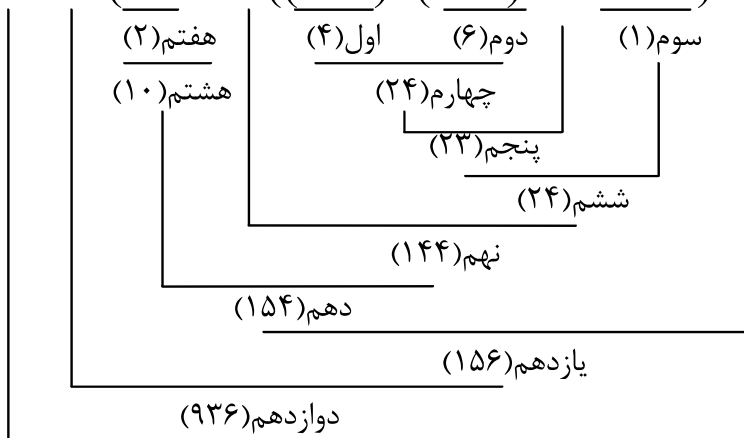 هفتم(۲) اول(۴) دوم(۶) سوم(۱)
هشتم(۱۰) چهارم(۲۴)
پنجم(۲۳)
ششم(۲۴)
نهم(۱۴۴)
دهم(۱۵۴)
یازدهم(۱۵۶)
دوازدهم(۹۳۶)